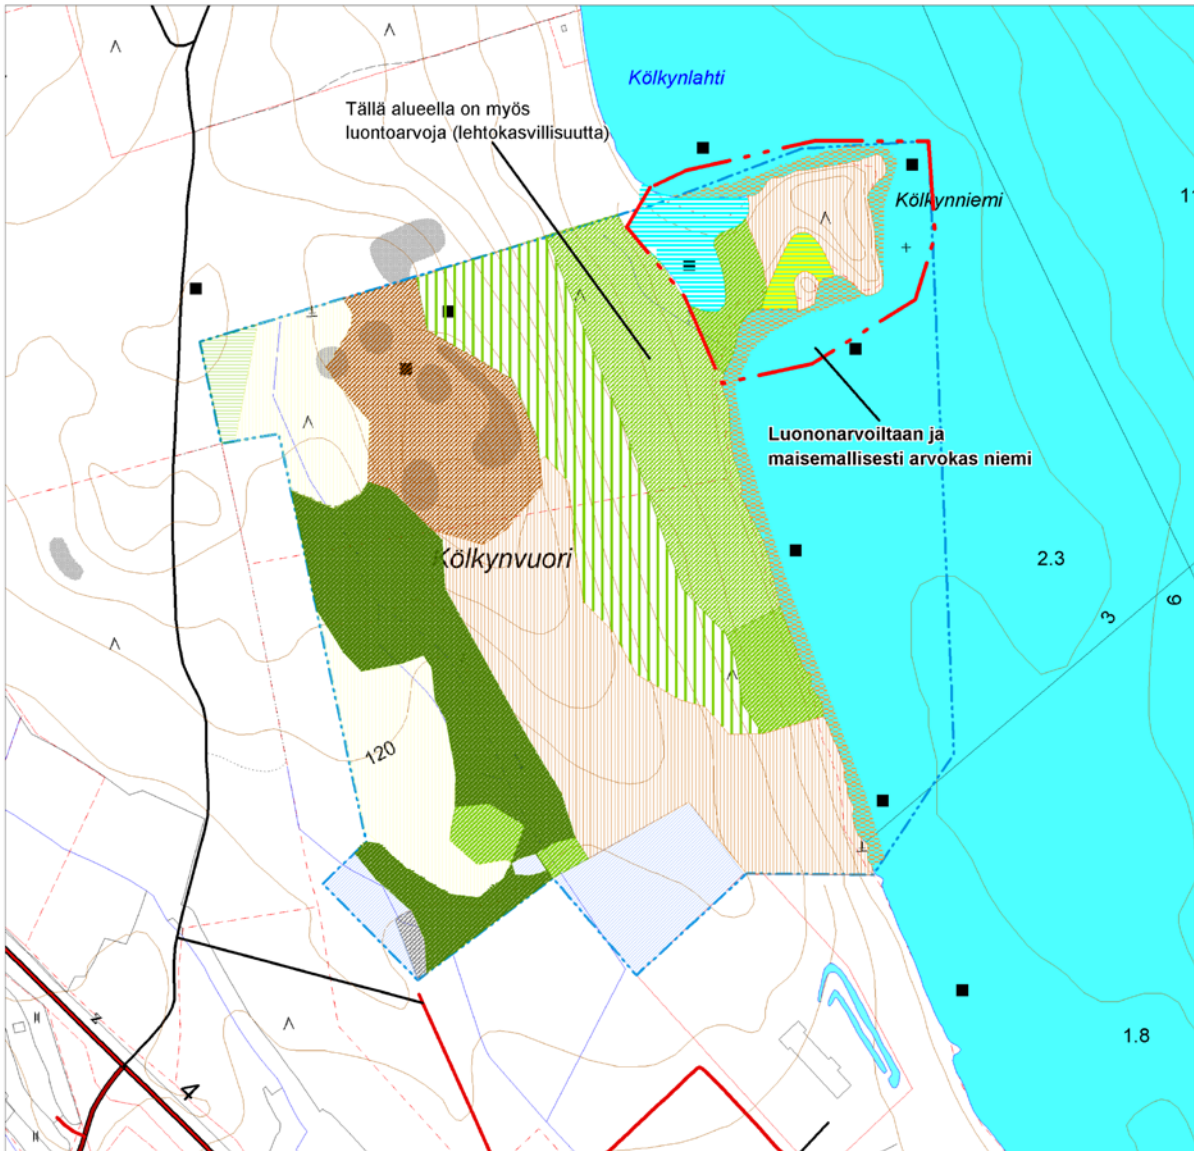 Kölkynlahti
Tällä alueella on myös
luontoarvoja (lehtokasvillisuutta)
11
Kölkynniemi
Luononarvoiltaan ja
maisemallisesti arvokas niemi
Kölkynvuori
2.3
3
6
120
1.8
4